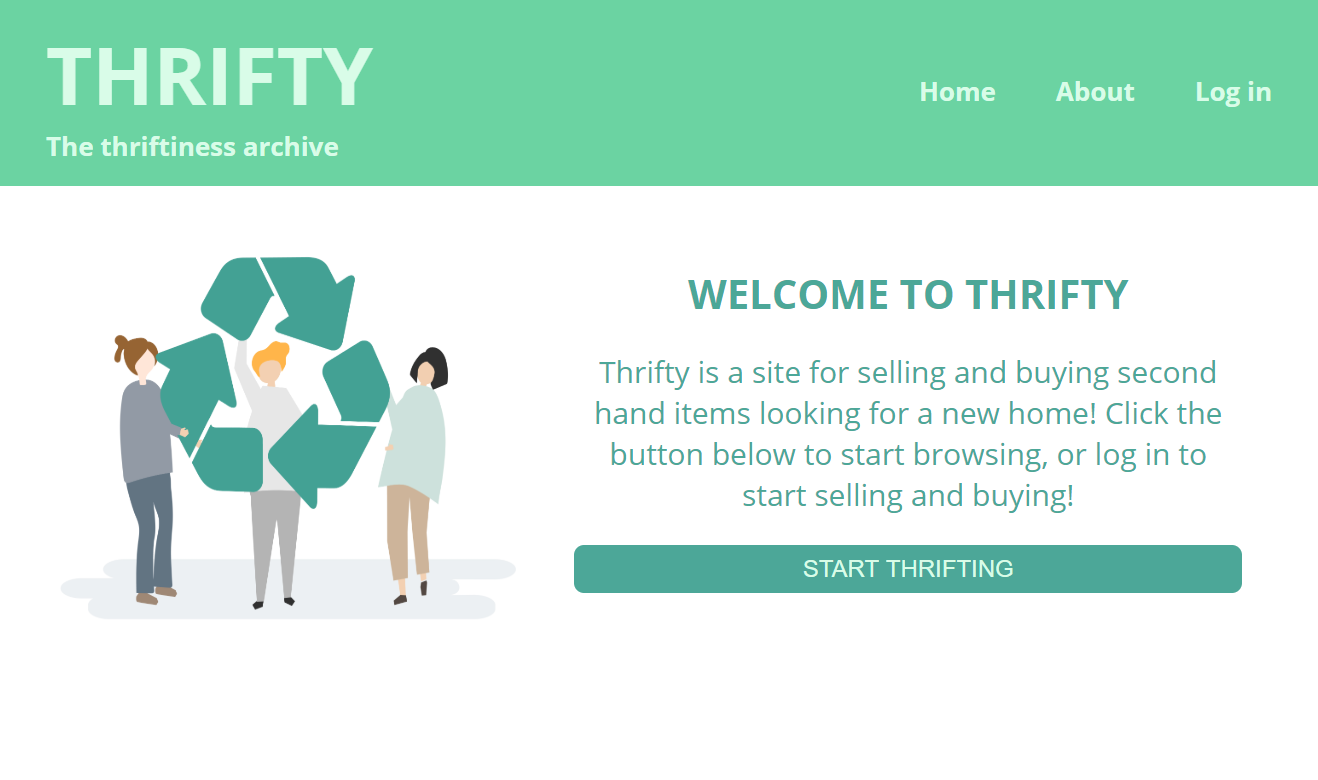 THRIFTY
The thriftiness archive
Home About Log in
WELCOME TO THRIFTY
Thrifty is a site for selling and buying second
hand items looking for a new home! Click the
button below to start browsing, or log in to
start selling and buying!
START THRIFTING